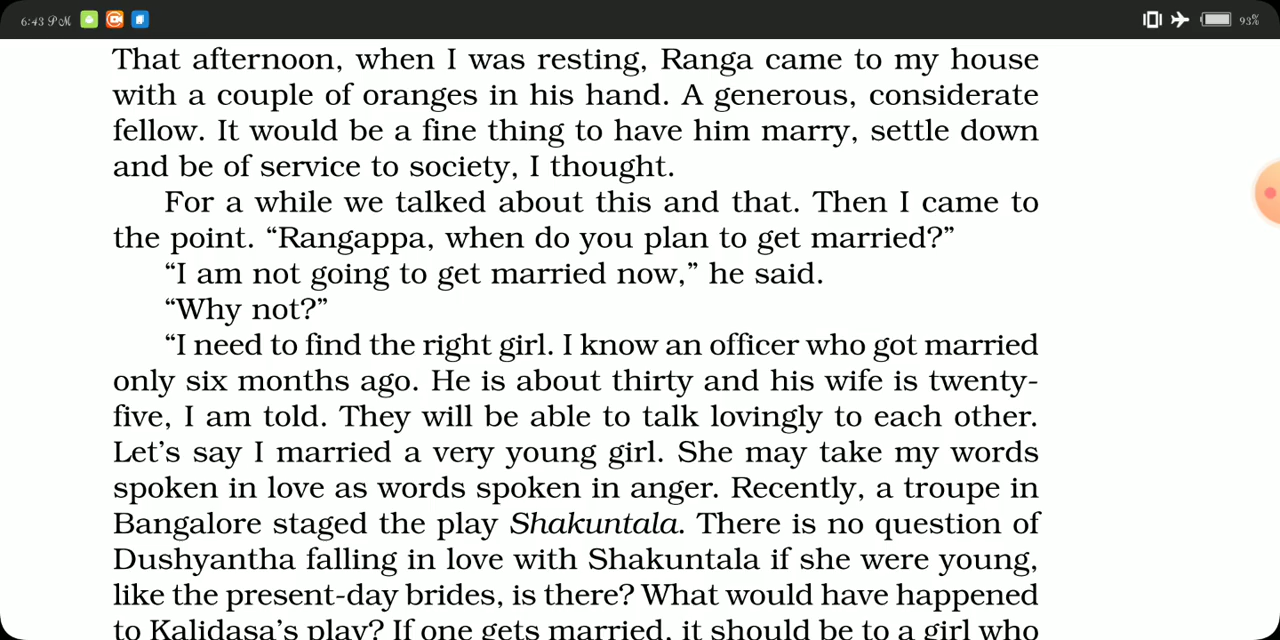 6:43 PM 93%
That afternoon, when I was resting, Ranga came to my house
with a couple of oranges in his hand. A generous, considerate
fellow. It would be a fine thing to have him marry, settle down
and be of service to society, I thought.
For a while we talked about this and that. Then I came to
the point. “Rangappa, when do you plan to get married?”
“I am not going to get married now,” he said.
“Why not?”
“I need to find the right girl. I know an officer who got married
only six months ago. He is about thirty and his wife is twenty-
five, I am told. They will be able to talk lovingly to each other.
Let’s say I married a very young girl. She may take my words
spoken in love as words spoken in anger. Recently, a troupe in
Bangalore staged the play Shakuntala. There is no question of
Dushyantha falling in love with Shakuntala if she were young,
like the present-day brides, is there? What would have happened
to Kalidasa’s play? If one gets married, it should be to a girl who